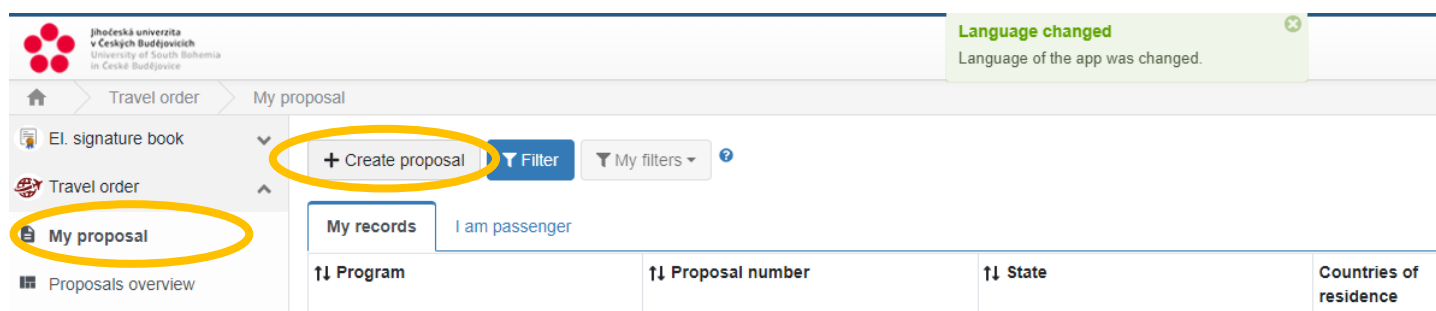 Jihočeská univerzita
v Českých Budějovicích
University of South Bohemia
in České Budějovice
Language changed
Language of the app was changed.
Travel order My proposal
El. signature book
Travel order
My proposal
Proposals overview
Create proposal Filter My filters
My records I am passenger
Program Proposal number State Countries of
residence